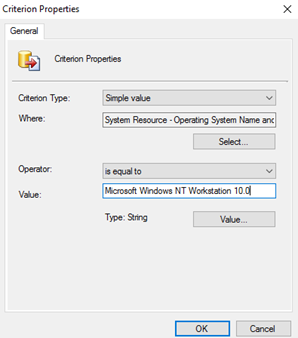 Criterion Properties
General
Criterion Properties
Criterion Type: Simple value
Where: System Resource - Operating System Name and
Select...
Operator: is equal to
Value: Microsoft Windows NT Workstation 10.0
Type: String Value...
OK Cancel